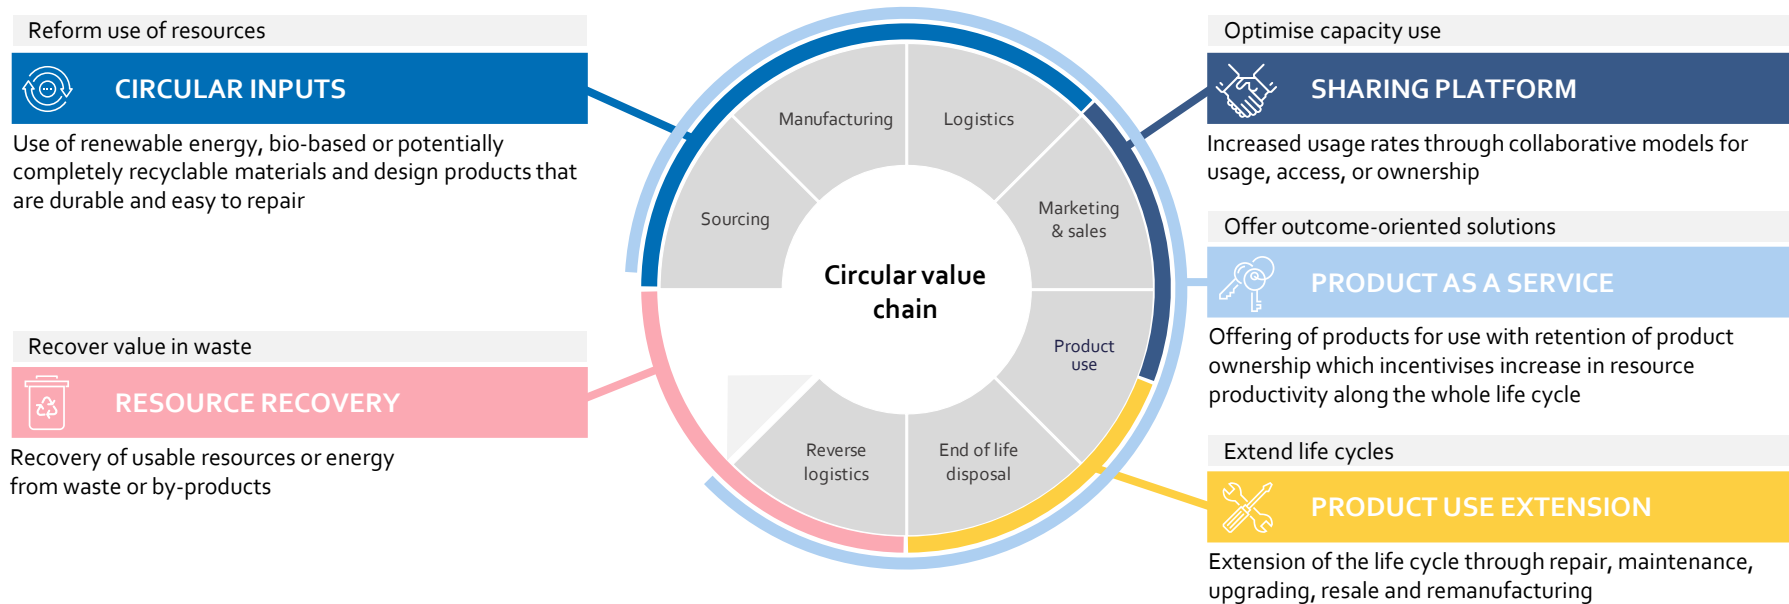 Reform use of resources
CIRCULAR INPUTS
Use of renewable energy, bio-based or potentially
completely recyclable materials and design products that
are durable and easy to repair
Recover value in waste
RESOURCE RECOVERY
Recovery of usable resources or energy
from waste or by-products
Manufacturing
Logistics
Sourcing
Marketing
& sales
Circular value
chain
Product
use
Reverse
logistics
End of life
disposal
Optimise capacity use
SHARING PLATFORM
Increased usage rates through collaborative models for
usage, access, or ownership
Offer outcome-oriented solutions
PRODUCT AS A SERVICE
Offering of products for use with retention of product
ownership which incentivises increase in resource
productivity along the whole life cycle
Extend life cycles
PRODUCT USE EXTENSION
Extension of the life cycle through repair, maintenance,
upgrading, resale and remanufacturing